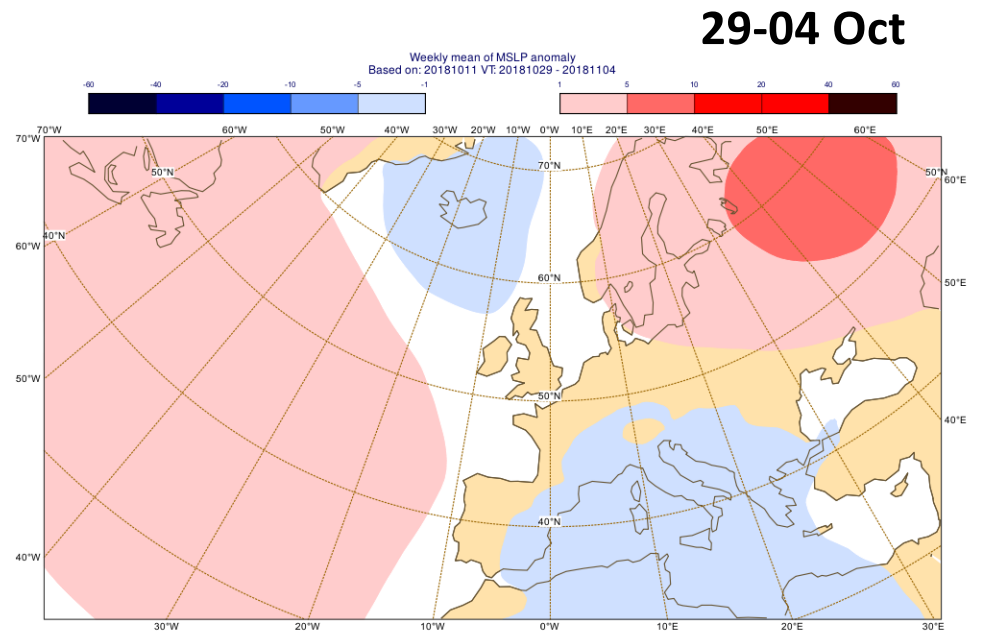 29-04 Oct
Weekly mean of MSLP anomaly
Based on: 20181011 VT: 20181029 - 20181104
-60 -40 -20 -10 -5 -1 1 5 10 20 40 60
70°W 60°W 50°W 40°W 30°W 20°W 10°W 0°W 10°E 20°E 30°E 40°E 50°E 60°E
70°N
70°W
50°N
50°N
60°E
40°N
60°W
60°N
50°E
50°W
50°N
40°E
40°N
40°W
30°W 20°W 10°W 0°W 10°E 20°E 30°E